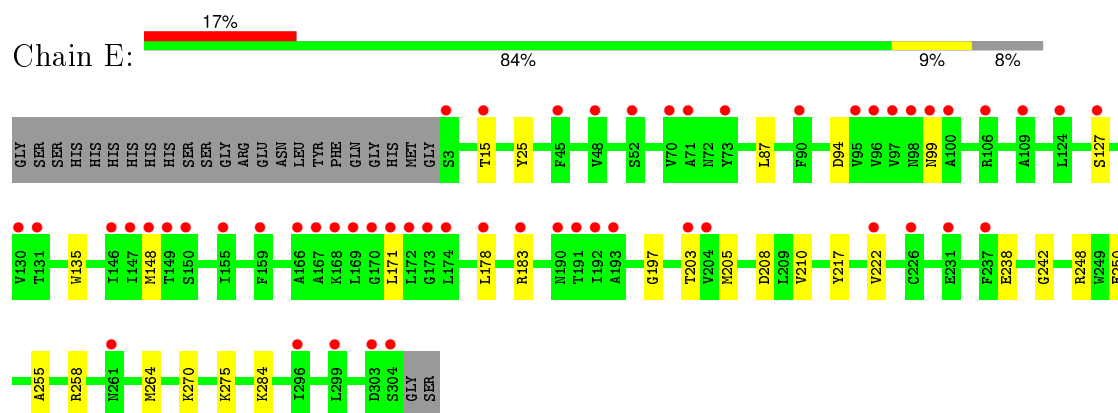 17%
Chain E:
84% 9% 8%
GLY SER SER HIS HIS HIS HIS HIS HIS SER SER GLY ARG GLU ASN LEU TYR PHE GLN GLY HIS MET GLY S3 T15 Y25 F45 V48 S52 V70 A71 N72 Y73 L87 F90 D94 V95 V96 V97 N98 N99 A100 R106 A109 L124 S127
V130 T131 W135 I146 I147 M148 T149 S150 I155 F159 A166 A167 K168 L169 G170 L171 L172 G173 L174 L178 R183 N190 T191 I192 A193 G197 T203 V204 M205 D208 L209 V210 Y217 V222 C226 E231 F237 E238 G242 R248 W249
A255 R258 N261 M264 K270 K275 K284 I296 L299 D303 S304 GLY SER